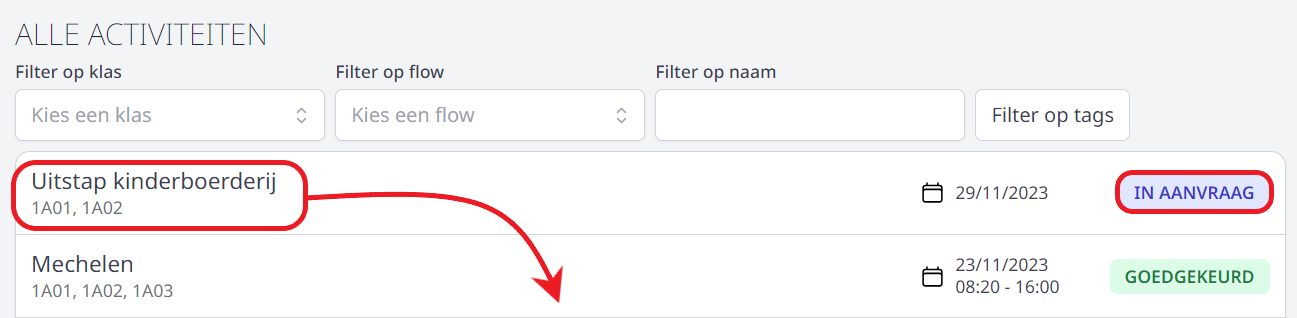 ALLE ACTIVITEITEN
Filter op klas
Filter op flow
Filter op naam
Kies een klas
Kies een flow
Filter op tags
Uitstap kinderboerderij
1A01, 1A02
29/11/2023
IN AANVRAAG
Mechelen
1A01, 1A02, 1A03
23/11/2023
08:20 - 16:00
GOEDGEKEURD